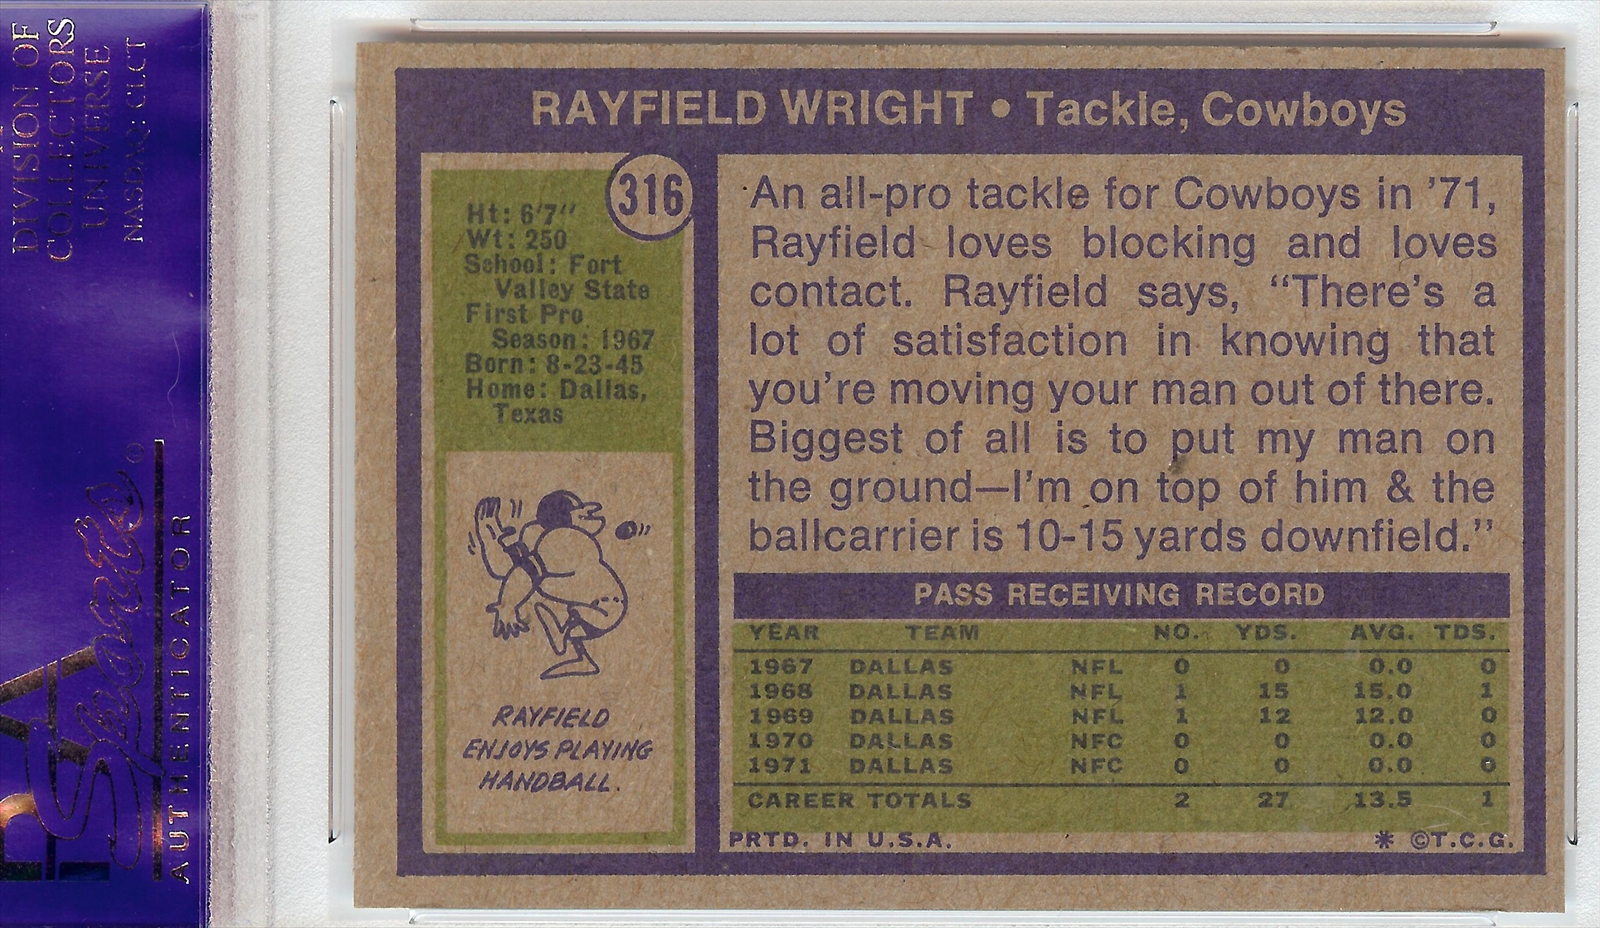 DIVISION OF
COLLECTORS
UNIVERSE
NASDAQ: CLCT
PSA
Sports
AUTHENTICATOR
RAYFIELD WRIGHT • Tackle, Cowboys
316
Ht: 6'7"
Wt: 250
School: Fort
Valley State
First Pro
Season: 1967
Born: 8-23-45
Home: Dallas,
Texas
RAYFIELD
ENJOYS PLAYING
HANDBALL.
An all-pro tackle for Cowboys in '71,
Rayfield loves blocking and loves
contact. Rayfield says, "There's a
lot of satisfaction in knowing that
you're moving your man out of there.
Biggest of all is to put my man on
the ground—I'm on top of him & the
ballcarrier is 10-15 yards downfield."
PASS RECEIVING RECORD
YEAR TEAM NO. YDS. AVG. TDS.
1967 DALLAS NFL 0 0 0.0 0
1968 DALLAS NFL 1 15 15.0 1
1969 DALLAS NFL 1 12 12.0 0
1970 DALLAS NFC 0 0 0.0 0
1971 DALLAS NFC 0 0 0.0 0
CAREER TOTALS 2 27 13.5 1
PRTD. IN U.S.A. * ©T.C.G.